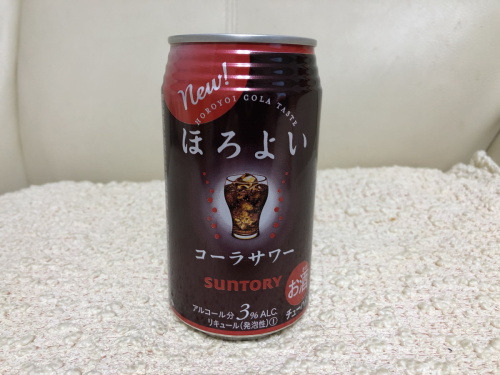 New!
HOROYOI COLA TASTE
ほろよい
コーラサワー
SUNTORY
お酒
アルコール分 3% ALC.
リキュール(発泡性)①